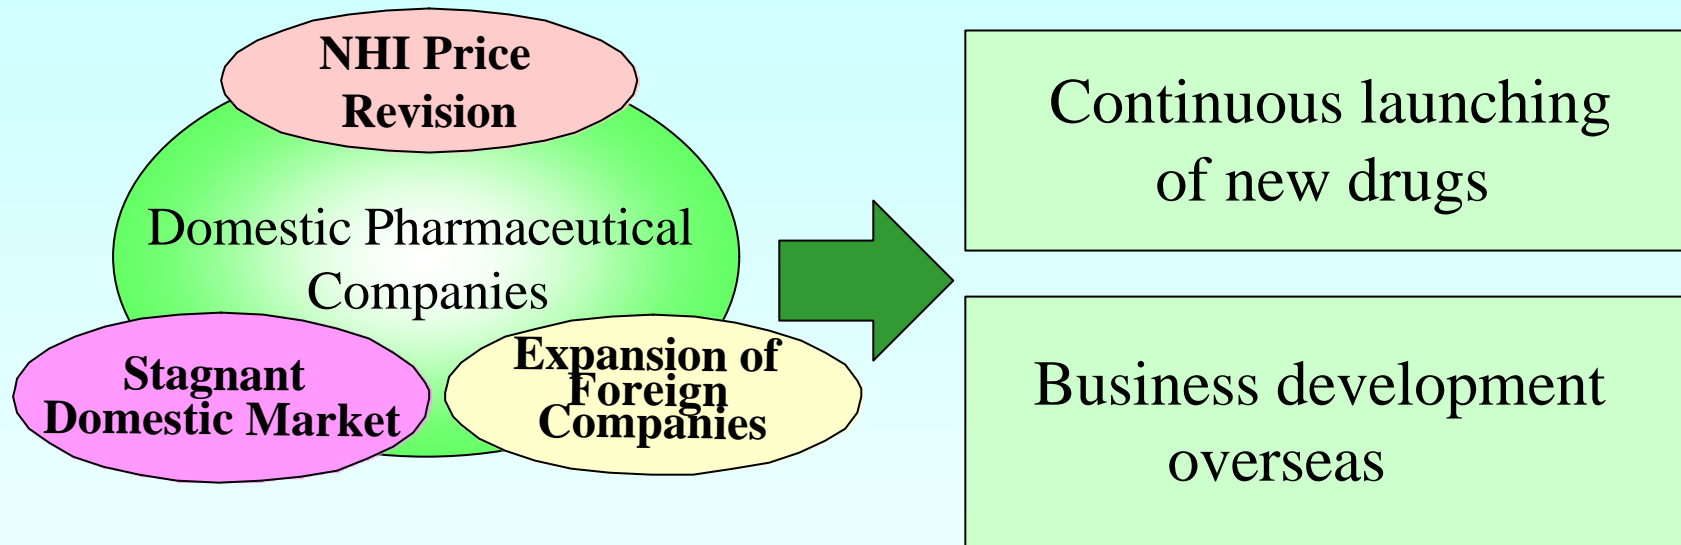 NHI Price
Revision
Domestic Pharmaceutical
Companies
Stagnant
Domestic Market
Expansion of
Foreign
Companies
Continuous launching
of new drugs
Business development
overseas